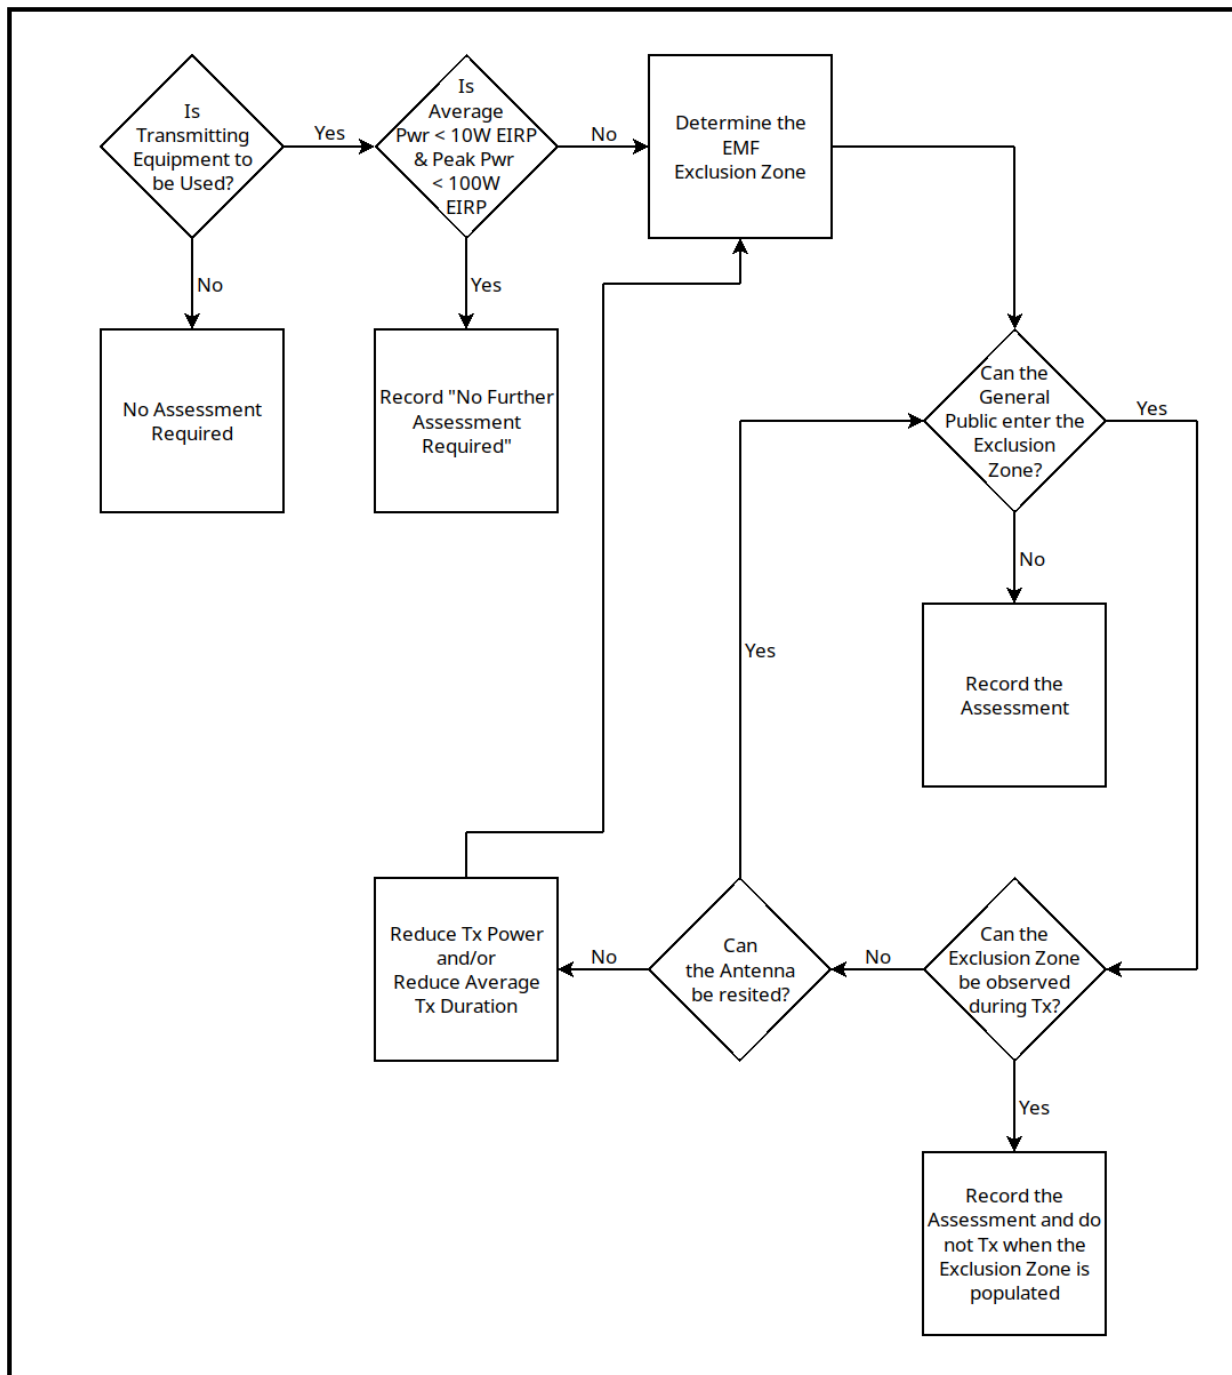 Is
Transmitting
Equipment to
be Used?
Yes
Is
Average
Pwr < 10W EIRP
& Peak Pwr
< 100W
EIRP
No
Determine the
EMF
Exclusion Zone
No
Yes
No Assessment
Required
Record "No Further
Assessment
Required"
Can the
General
Public enter the
Exclusion
Zone?
Yes
No
Yes
Record the
Assessment
Reduce Tx Power
and/or
Reduce Average
Tx Duration
No
Can
the Antenna
be resited?
No
Can the
Exclusion Zone
be observed
during Tx?
Yes
Record the
Assessment and do
not Tx when the
Exclusion Zone is
populated